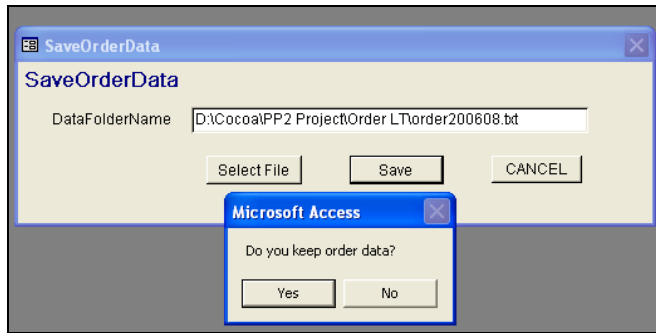 SaveOrderData
SaveOrderData
DataFolderName D:\Cocoa\PP2 Project\Order LT\order200608.txt
Select File Save CANCEL
Microsoft Access
Do you keep order data?
Yes No